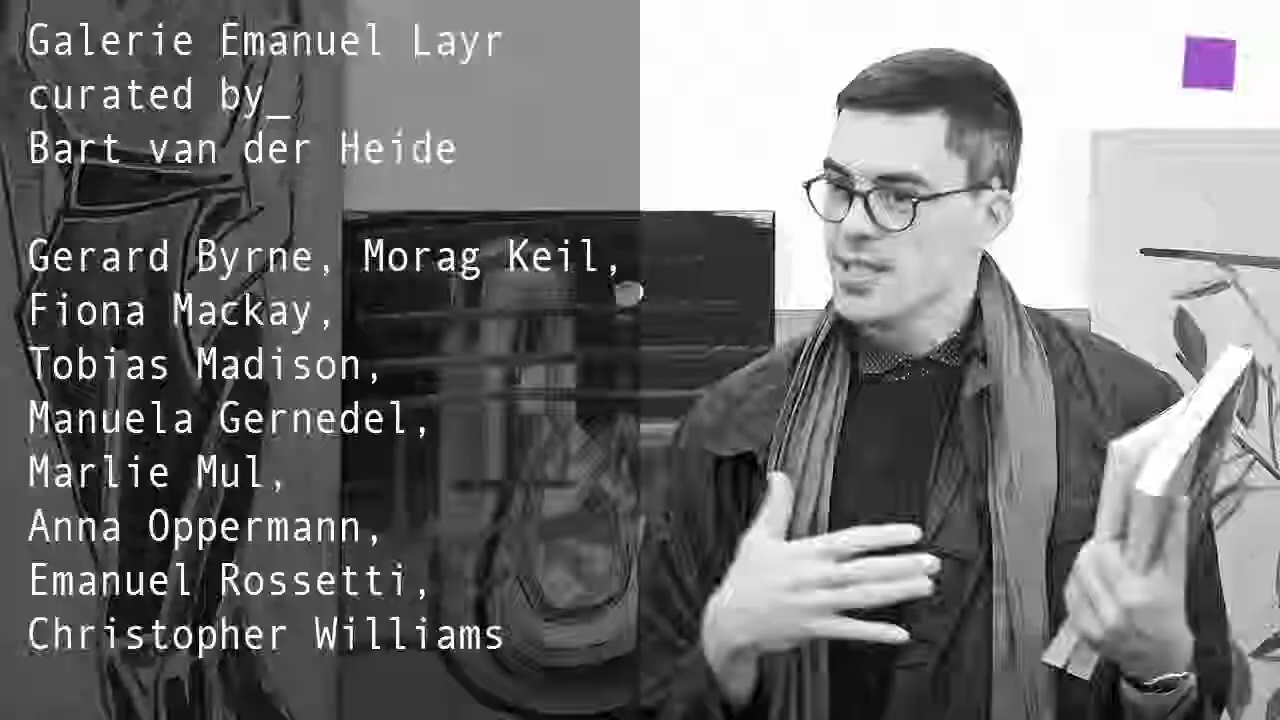 Galerie Emanuel Layr
curated by_
Bart van der Heide
Gerard Byrne, Morag Keil,
Fiona Mackay,
Tobias Madison,
Manuela Gernedel,
Marlie Mul,
Anna Oppermann,
Emanuel Rossetti,
Christopher Williams